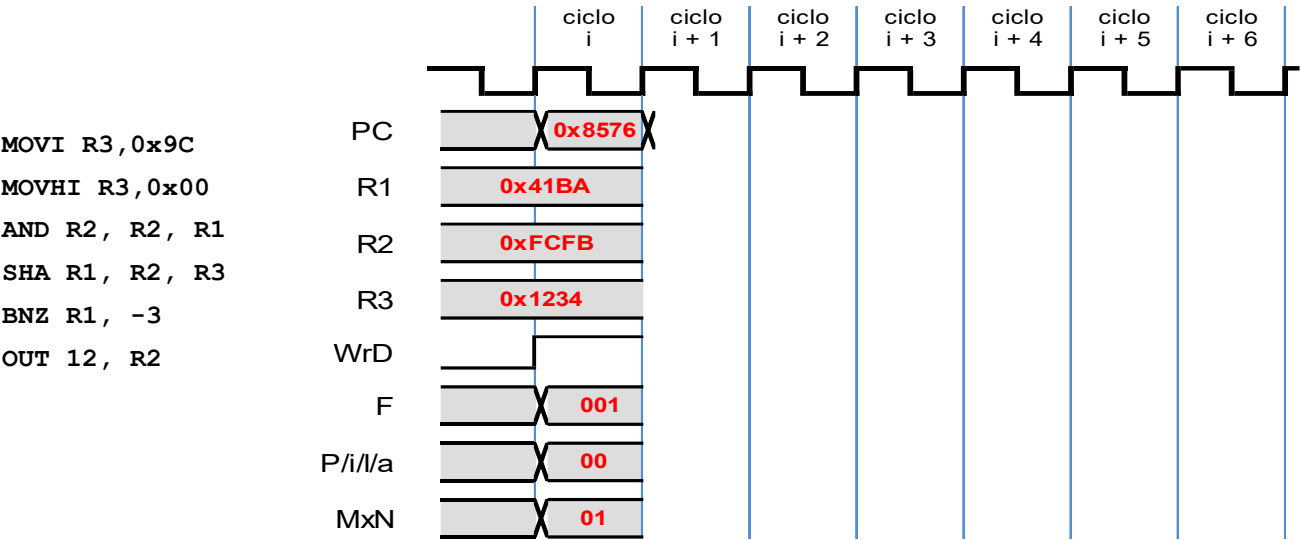 ciclo ciclo ciclo ciclo ciclo ciclo ciclo
i i + 1 i + 2 i + 3 i + 4 i + 5 i + 6
MOVI R3,0x9C
MOVHI R3,0x00
AND R2, R2, R1
SHA R1, R2, R3
BNZ R1, -3
OUT 12, R2
PC 0x8576
R1 0x41BA
R2 0xFCFB
R3 0x1234
WrD
F 001
P/i/l/a 00
MxN 01